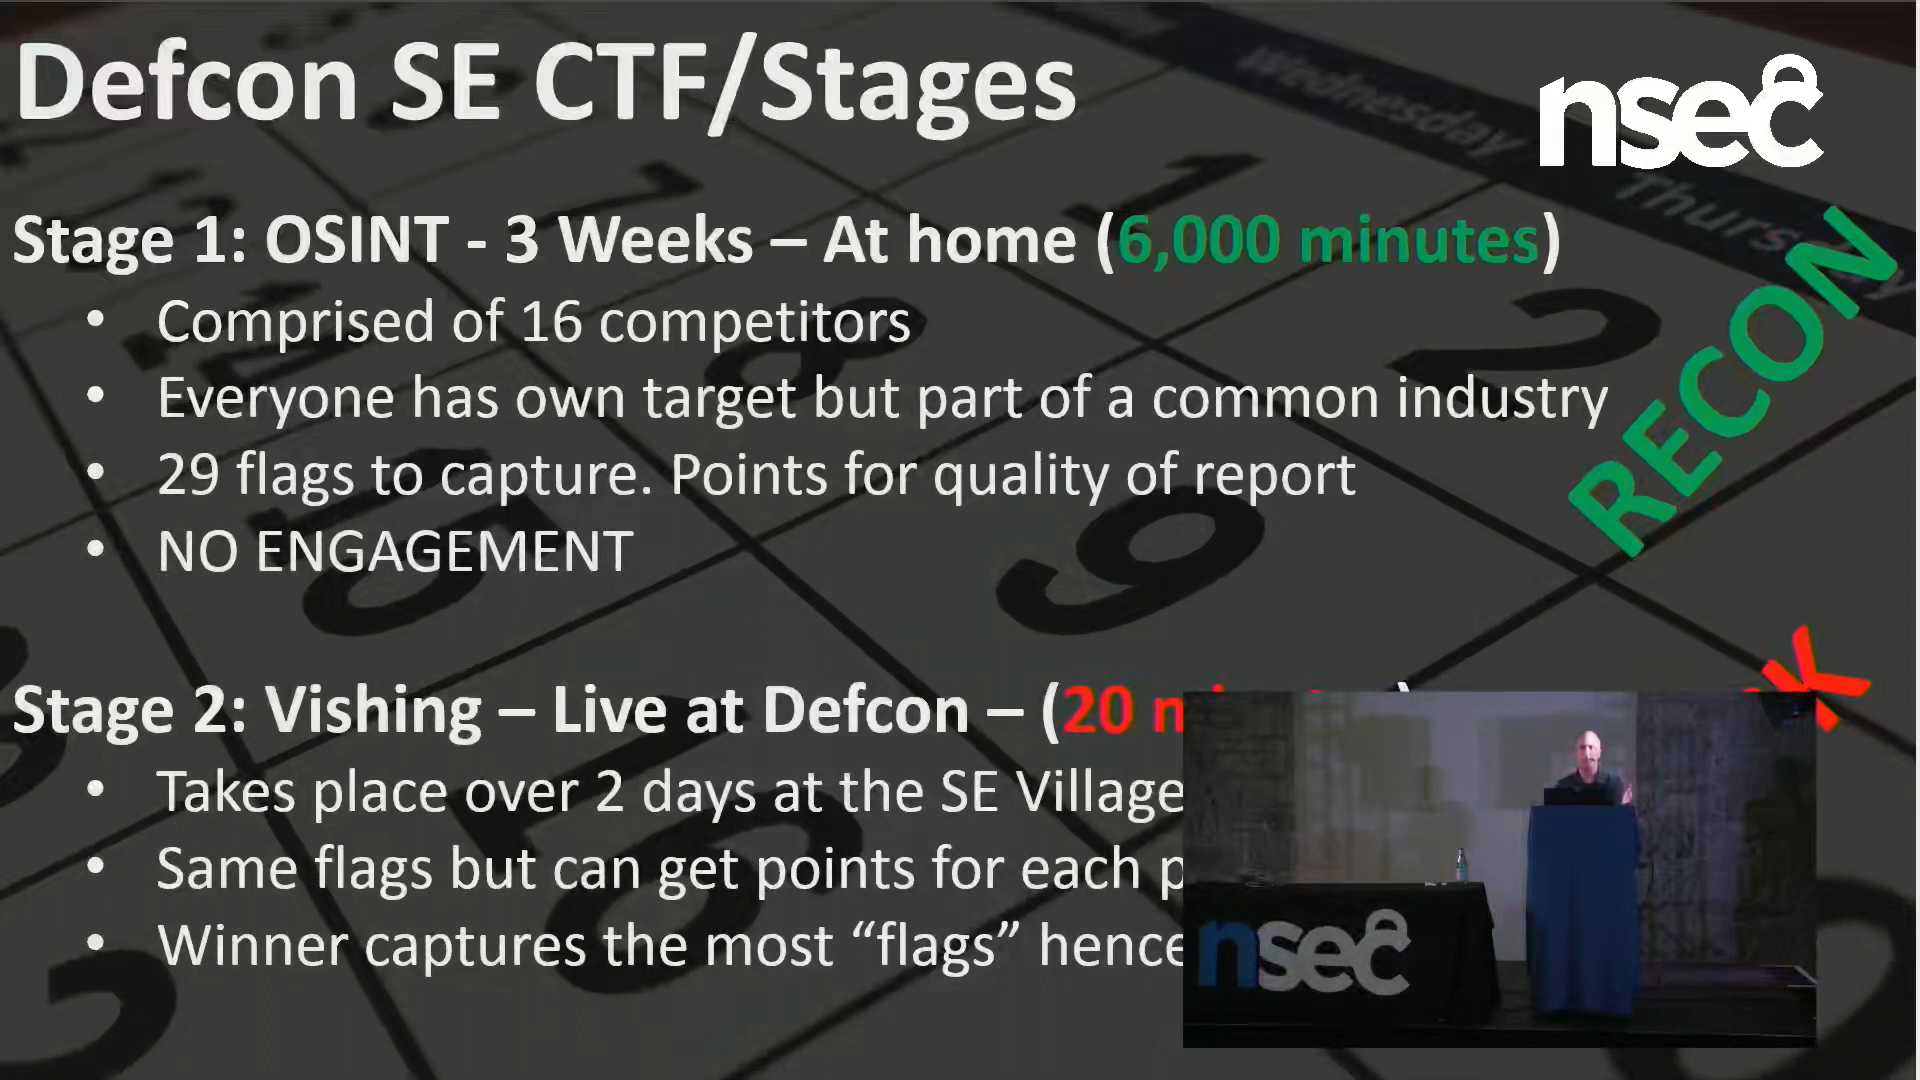 Defcon SE CTF/Stages
nsec
Wednesday
Thursday
Stage 1: OSINT - 3 Weeks – At home (6,000 minutes)
• Comprised of 16 competitors
• Everyone has own target but part of a common industry
• 29 flags to capture. Points for quality of report
• NO ENGAGEMENT
RECON
Stage 2: Vishing – Live at Defcon – (20
• Takes place over 2 days at the SE Village
• Same flags but can get points for each
• Winner captures the most “flags” hence
nsec